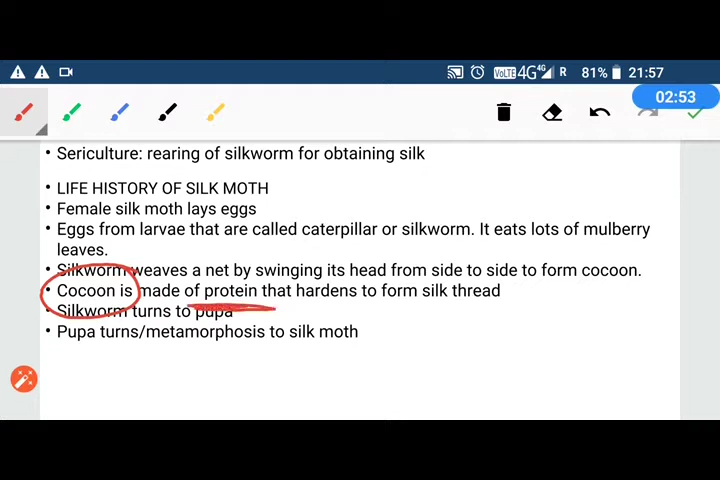 VoLTE 4G 4G R 81% 21:57
02:53
• Sericulture: rearing of silkworm for obtaining silk
• LIFE HISTORY OF SILK MOTH
• Female silk moth lays eggs
• Eggs from larvae that are called caterpillar or silkworm. It eats lots of mulberry
leaves.
• Silkworm weaves a net by swinging its head from side to side to form cocoon.
• Cocoon is made of protein that hardens to form silk thread
• Silkworm turns to pupa
• Pupa turns/metamorphosis to silk moth